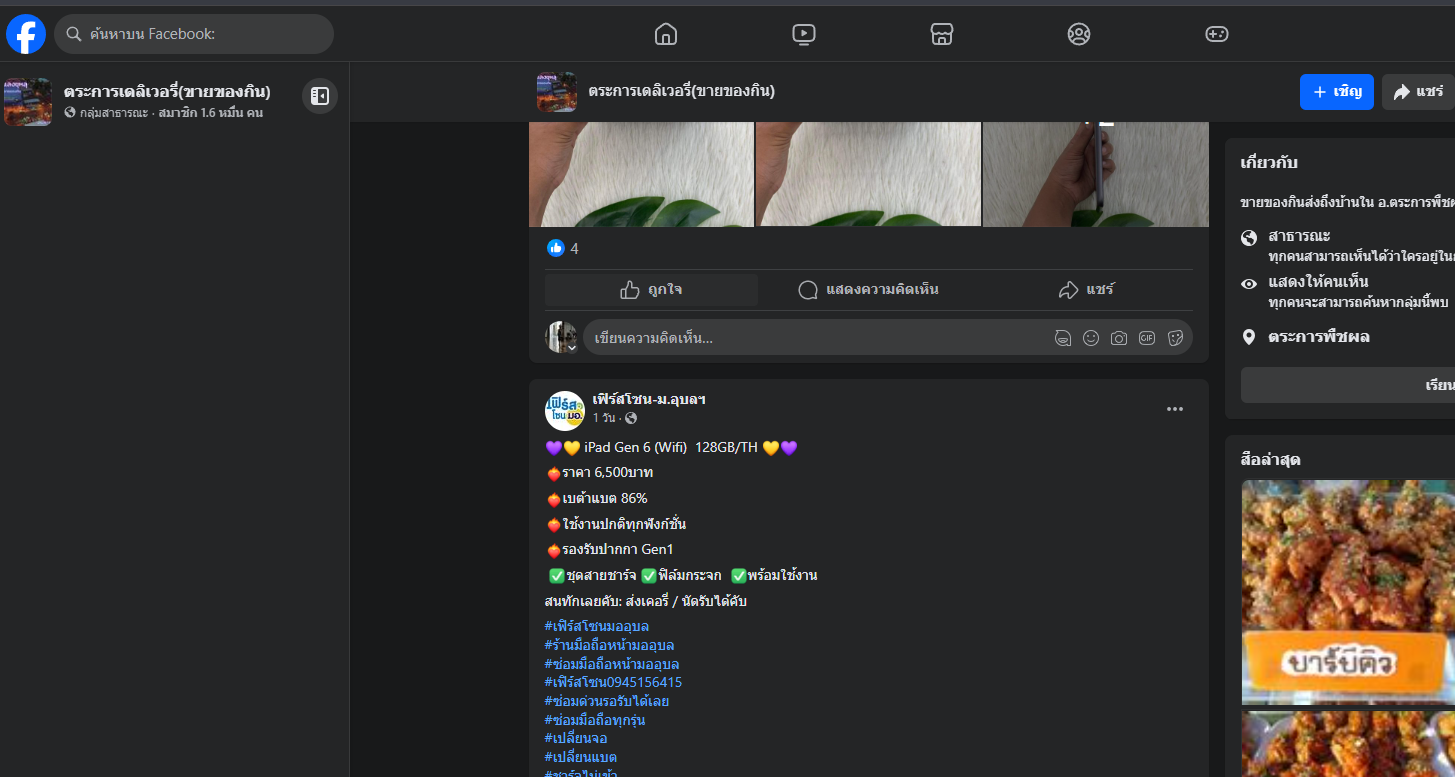 ค้นหาบน Facebook:
ตระการเดลิเวอรี่(ขายของกิน)
กลุ่มสาธารณะ · สมาชิก 1.6 หมื่น คน
ตระการเดลิเวอรี่(ขายของกิน)
เชิญ
แชร์
4
ถูกใจ
แสดงความคิดเห็น
แชร์
เขียนความคิดเห็น...
GIF
เฟิร์สโซน-ม.อุบลฯ
1 วัน ·
เฟิร์ส
โซน มอ.
💜💛 iPad Gen 6 (Wifi) 128GB/TH 💛💜
ราคา 6,500บาท
เบต้าแบต 86%
ใช้งานปกติทุกฟังก์ชั่น
รองรับปากกา Gen1
✅ชุดสายชาร์จ ✅ฟิล์มกระจก ✅พร้อมใช้งาน
สนทักเลยคับ: ส่งเคอรี่ / นัดรับได้คับ
#เฟิร์สโซนมออุบล
#ร้านมือถือหน้ามออุบล
#ซ่อมมือถือหน้ามออุบล
#เฟิร์สโซน0945156415
#ซ่อมด่วนรอรับได้เลย
#ซ่อมมือถือทุกรุ่น
#เปลี่ยนจอ
#เปลี่ยนแบต
#ชาร์จไม่เข้า
เกี่ยวกับ
ขายของกินส่งถึงบ้านใน อ.ตระการพืช
สาธารณะ
ทุกคนสามารถเห็นได้ว่าใครอยู่ใน
แสดงให้คนเห็น
ทุกคนจะสามารถค้นหากลุ่มนี้พบ
ตระการพืชผล
เรียน
สื่อล่าสุด
บาร์บีคิว